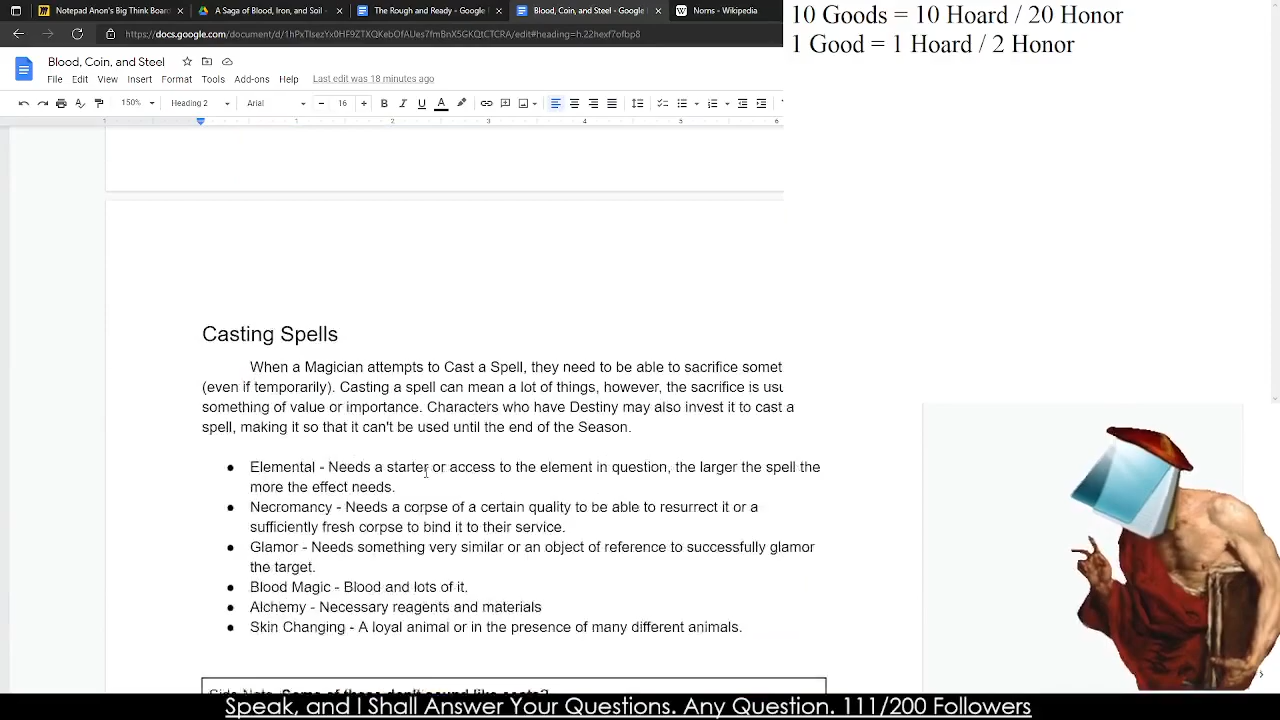 Notepad Anon's Big Think Board
A Saga of Blood, Iron, and Soil -
The Rough and Ready - Google
Blood, Coin, and Steel - Google
Norns - Wikipedia
10 Goods = 10 Hoard / 20 Honor
1 Good = 1 Hoard / 2 Honor
Blood, Coin, and Steel
File Edit View Insert Format Tools Add-ons Help Last edit was 18 minutes ago
150% Heading 2 Arial 16 B I U A
Casting Spells
When a Magician attempts to Cast a Spell, they need to be able to sacrifice somet
(even if temporarily). Casting a spell can mean a lot of things, however, the sacrifice is usu
something of value or importance. Characters who have Destiny may also invest it to cast a
spell, making it so that it can't be used until the end of the Season.
● Elemental - Needs a starter or access to the element in question, the larger the spell the
more the effect needs.
● Necromancy - Needs a corpse of a certain quality to be able to resurrect it or a
sufficiently fresh corpse to bind it to their service.
● Glamor - Needs something very similar or an object of reference to successfully glamor
the target.
● Blood Magic - Blood and lots of it.
● Alchemy - Necessary reagents and materials
● Skin Changing - A loyal animal or in the presence of many different animals.
Side Note: Some of these don't sound like costs?
Speak, and I Shall Answer Your Questions. Any Question. 111/200 Followers